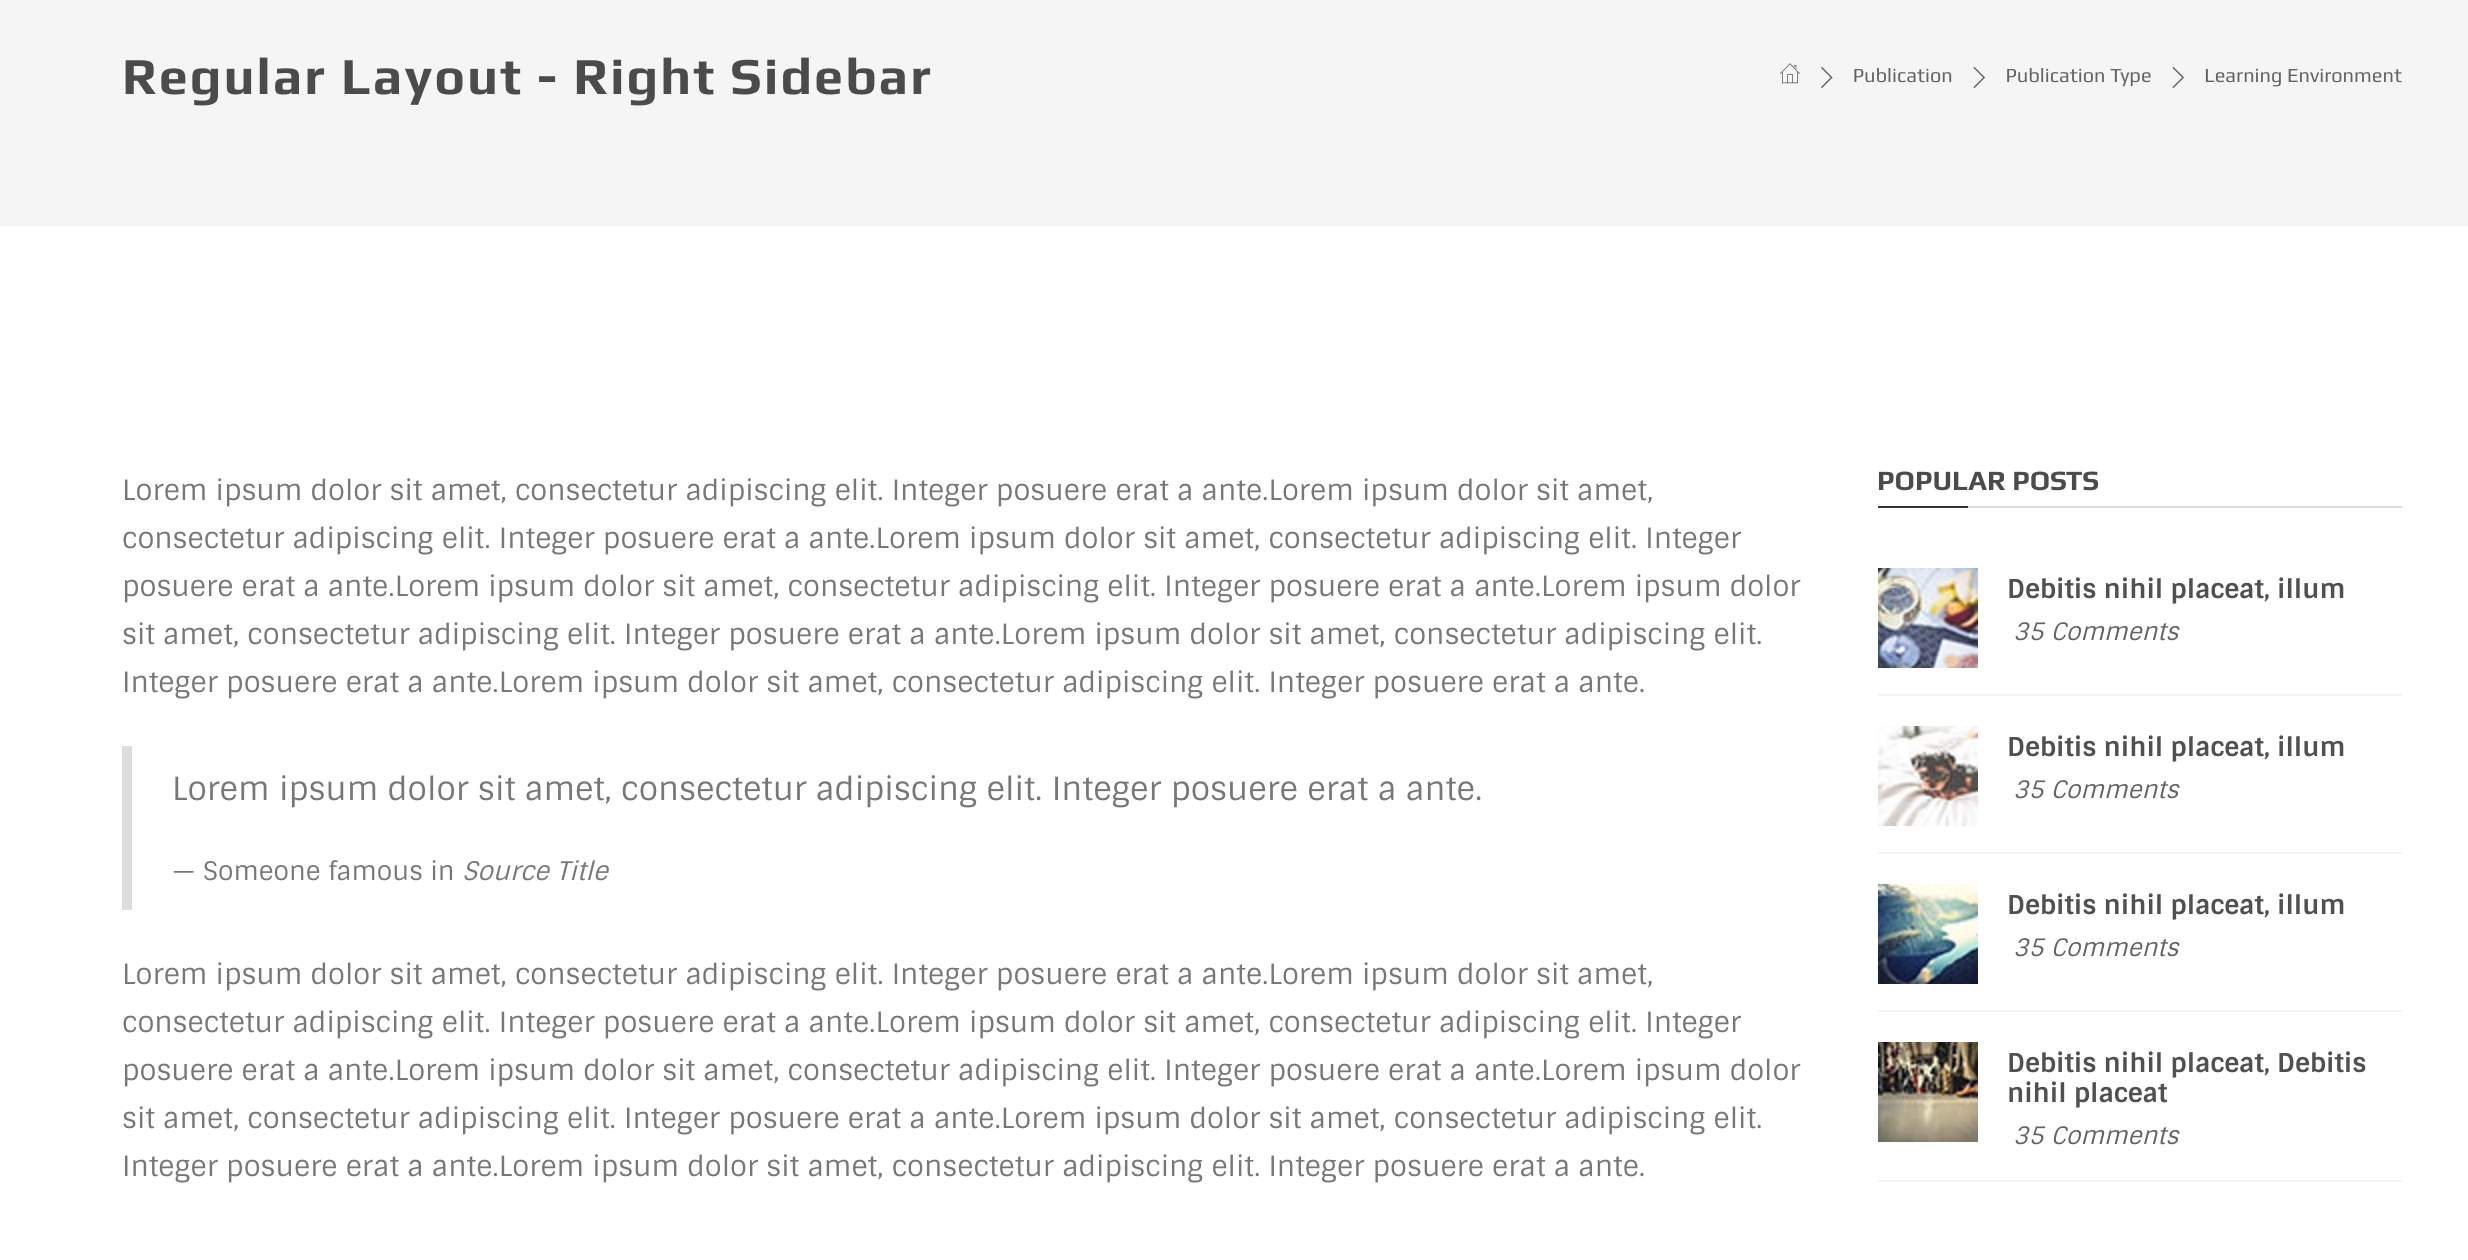 Regular Layout - Right Sidebar
Publication
Publication Type
Learning Environment
Lorem ipsum dolor sit amet, consectetur adipiscing elit. Integer posuere erat a ante.Lorem ipsum dolor sit amet,
consectetur adipiscing elit. Integer posuere erat a ante.Lorem ipsum dolor sit amet, consectetur adipiscing elit. Integer
posuere erat a ante.Lorem ipsum dolor sit amet, consectetur adipiscing elit. Integer posuere erat a ante.Lorem ipsum dolor
sit amet, consectetur adipiscing elit. Integer posuere erat a ante.Lorem ipsum dolor sit amet, consectetur adipiscing elit.
Integer posuere erat a ante.Lorem ipsum dolor sit amet, consectetur adipiscing elit. Integer posuere erat a ante.
Lorem ipsum dolor sit amet, consectetur adipiscing elit. Integer posuere erat a ante.
— Someone famous in Source Title
Lorem ipsum dolor sit amet, consectetur adipiscing elit. Integer posuere erat a ante.Lorem ipsum dolor sit amet,
consectetur adipiscing elit. Integer posuere erat a ante.Lorem ipsum dolor sit amet, consectetur adipiscing elit. Integer
posuere erat a ante.Lorem ipsum dolor sit amet, consectetur adipiscing elit. Integer posuere erat a ante.Lorem ipsum dolor
sit amet, consectetur adipiscing elit. Integer posuere erat a ante.Lorem ipsum dolor sit amet, consectetur adipiscing elit.
Integer posuere erat a ante.Lorem ipsum dolor sit amet, consectetur adipiscing elit. Integer posuere erat a ante.
POPULAR POSTS
Debitis nihil placeat, illum
35 Comments
Debitis nihil placeat, illum
35 Comments
Debitis nihil placeat, illum
35 Comments
Debitis nihil placeat, Debitis
nihil placeat
35 Comments